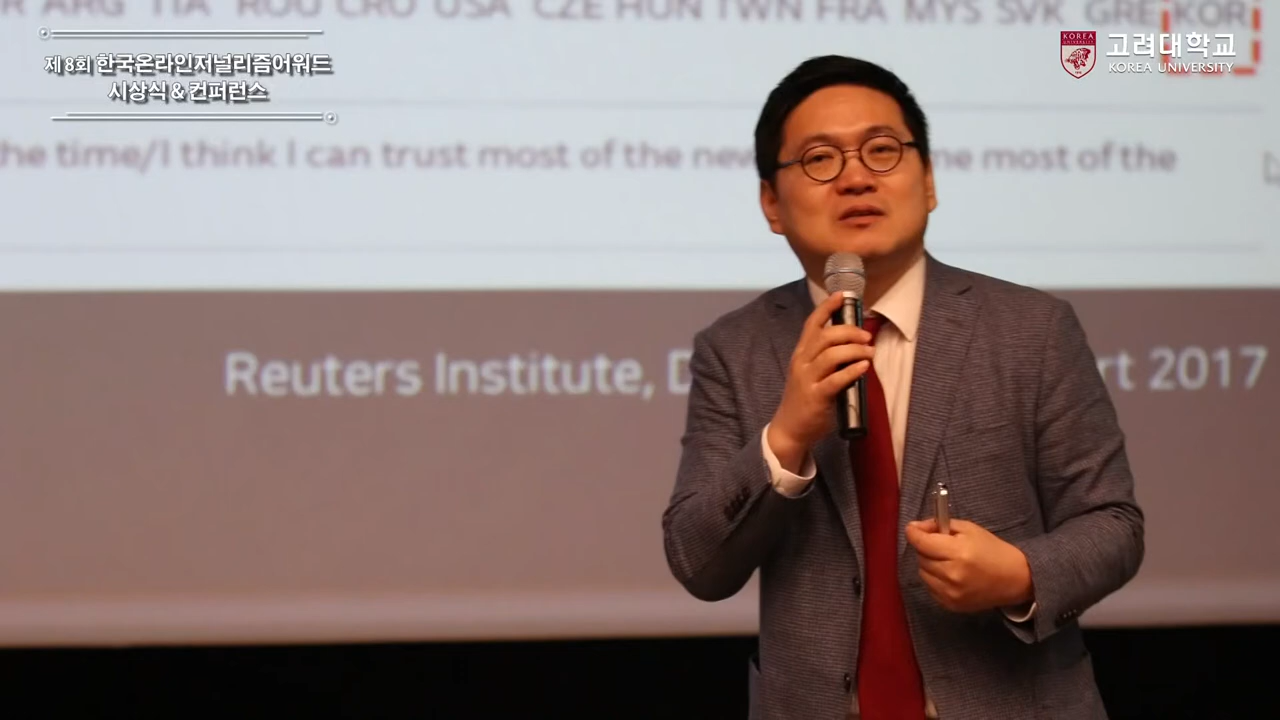 ARG ITA ROU CRO USA CZE HUN TWN FRA MYS SVK GRE KOR
제 8회 한국온라인저널리즘어워드
시상식 & 컨퍼런스
KOREA
UNIVERSITY
고려대학교
KOREA UNIVERSITY
the time/I think I can trust most of the most of the
Reuters Institute, 2017